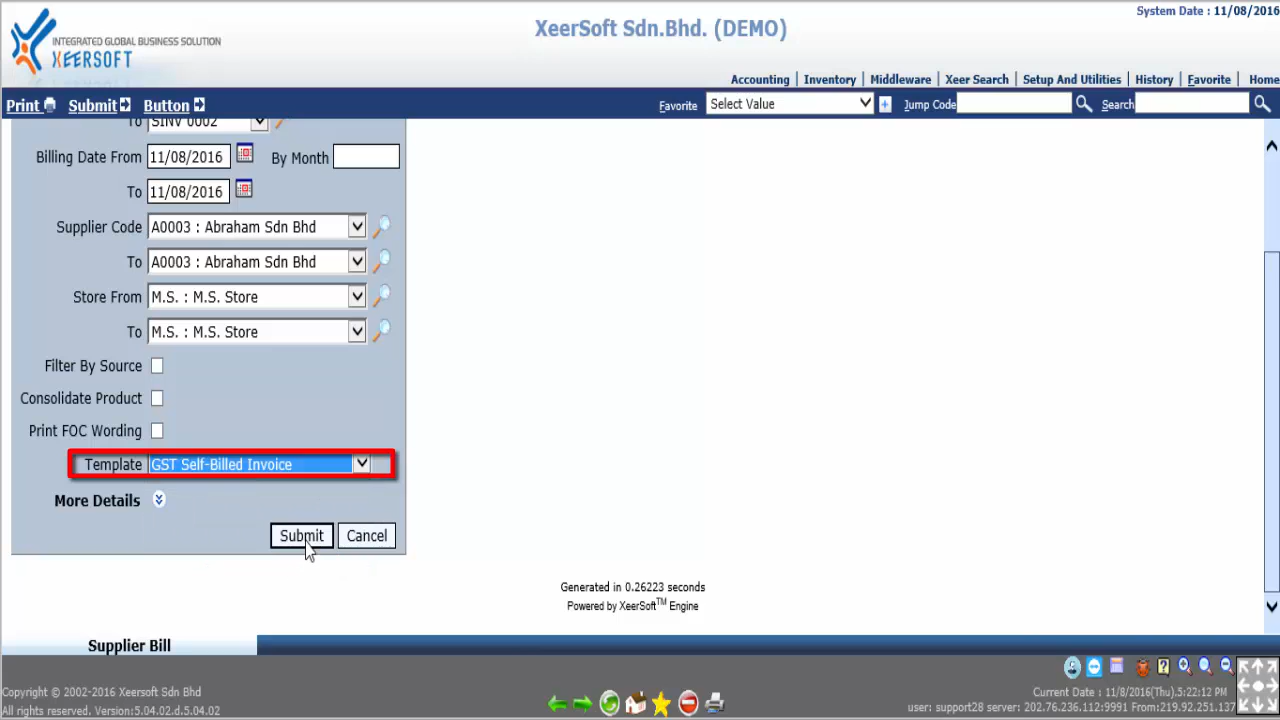 System Date : 11/08/2016
INTEGRATED GLOBAL BUSINESS SOLUTION
XEERSOFT
XeerSoft Sdn.Bhd. (DEMO)
Accounting | Inventory | Middleware | Xeer Search | Setup And Utilities | History | Favorite | Home
Print Submit Button Favorite Select Value Jump Code Search
To SINV 0002
Billing Date From 11/08/2016 By Month
To 11/08/2016
Supplier Code A0003 : Abraham Sdn Bhd
To A0003 : Abraham Sdn Bhd
Store From M.S. : M.S. Store
To M.S. : M.S. Store
Filter By Source
Consolidate Product
Print FOC Wording
Template GST Self-Billed Invoice
More Details
Submit Cancel
Generated in 0.26223 seconds
Powered by XeerSoft™ Engine
Supplier Bill
Copyright © 2002-2016 Xeersoft Sdn Bhd
All rights reserved. Version:5.04.02.d.5.04.02
Current Date : 11/8/2016(Thu).5:22:12 PM
user: support28 server: 202.76.236.112:9991 From:219.92.251.137